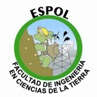 ESPOL
FACULTAD DE INGENIERIA
EN CIENCIAS DE LA TIERRA